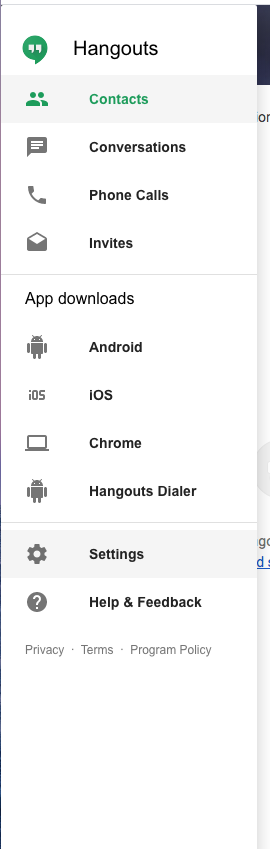 Hangouts
Contacts
Conversations
Phone Calls
Invites
App downloads
Android
iOS
iOS
Chrome
Hangouts Dialer
Settings
Help & Feedback
Privacy · Terms · Program Policy